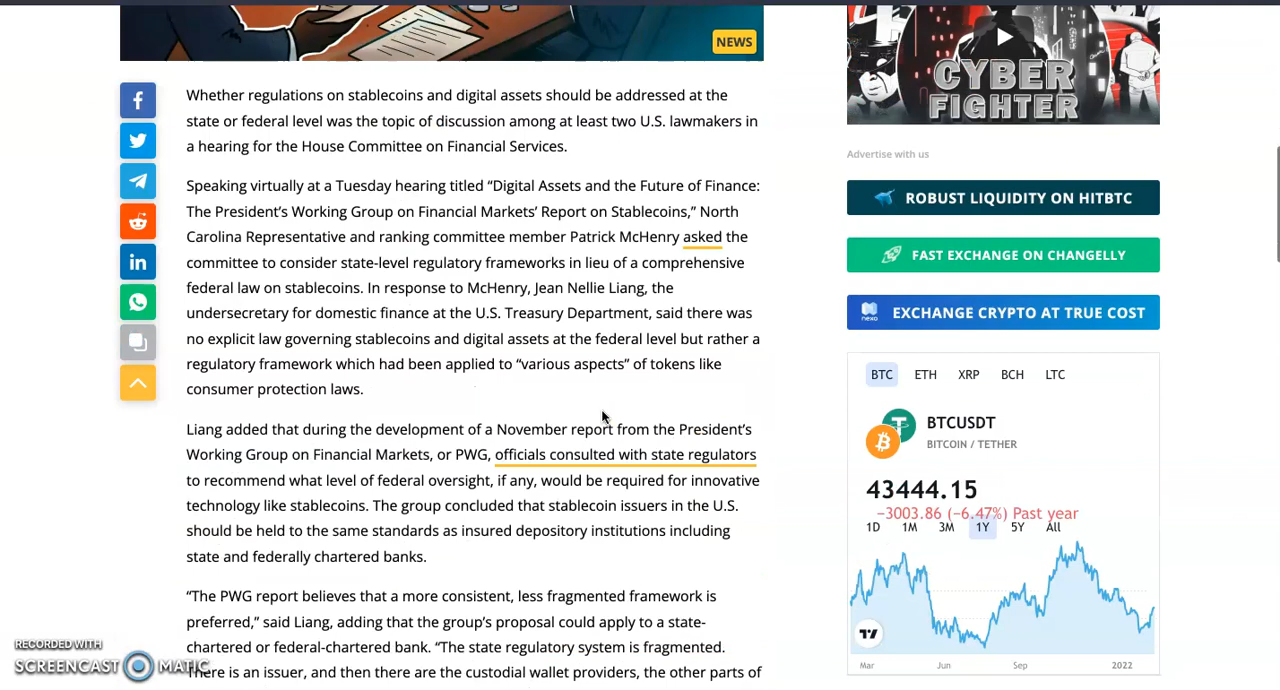 NEWS
Whether regulations on stablecoins and digital assets should be addressed at the
state or federal level was the topic of discussion among at least two U.S. lawmakers in
a hearing for the House Committee on Financial Services.
Speaking virtually at a Tuesday hearing titled “Digital Assets and the Future of Finance:
The President’s Working Group on Financial Markets’ Report on Stablecoins,” North
Carolina Representative and ranking committee member Patrick McHenry asked the
committee to consider state-level regulatory frameworks in lieu of a comprehensive
federal law on stablecoins. In response to McHenry, Jean Nellie Liang, the
undersecretary for domestic finance at the U.S. Treasury Department, said there was
no explicit law governing stablecoins and digital assets at the federal level but rather a
regulatory framework which had been applied to “various aspects” of tokens like
consumer protection laws.
Liang added that during the development of a November report from the President’s
Working Group on Financial Markets, or PWG, officials consulted with state regulators
to recommend what level of federal oversight, if any, would be required for innovative
technology like stablecoins. The group concluded that stablecoin issuers in the U.S.
should be held to the same standards as insured depository institutions including
state and federally chartered banks.
“The PWG report believes that a more consistent, less fragmented framework is
preferred,” said Liang, adding that the group’s proposal could apply to a state-
chartered or federal-chartered bank. “The state regulatory system is fragmented.
There is an issuer, and then there are the custodial wallet providers, the other parts of
RECORDED WITH
SCREENCAST MATIC
CYBER
FIGHTER
Advertise with us
ROBUST LIQUIDITY ON HITBTC
FAST EXCHANGE ON CHANGELLY
nexo EXCHANGE CRYPTO AT TRUE COST
BTC ETH XRP BCH LTC
BTCUSDT
BITCOIN / TETHER
43444.15
−3003.86 (−6.47%) Past year
1D 1M 3M 1Y 5Y All
Mar Jun Sep 2022